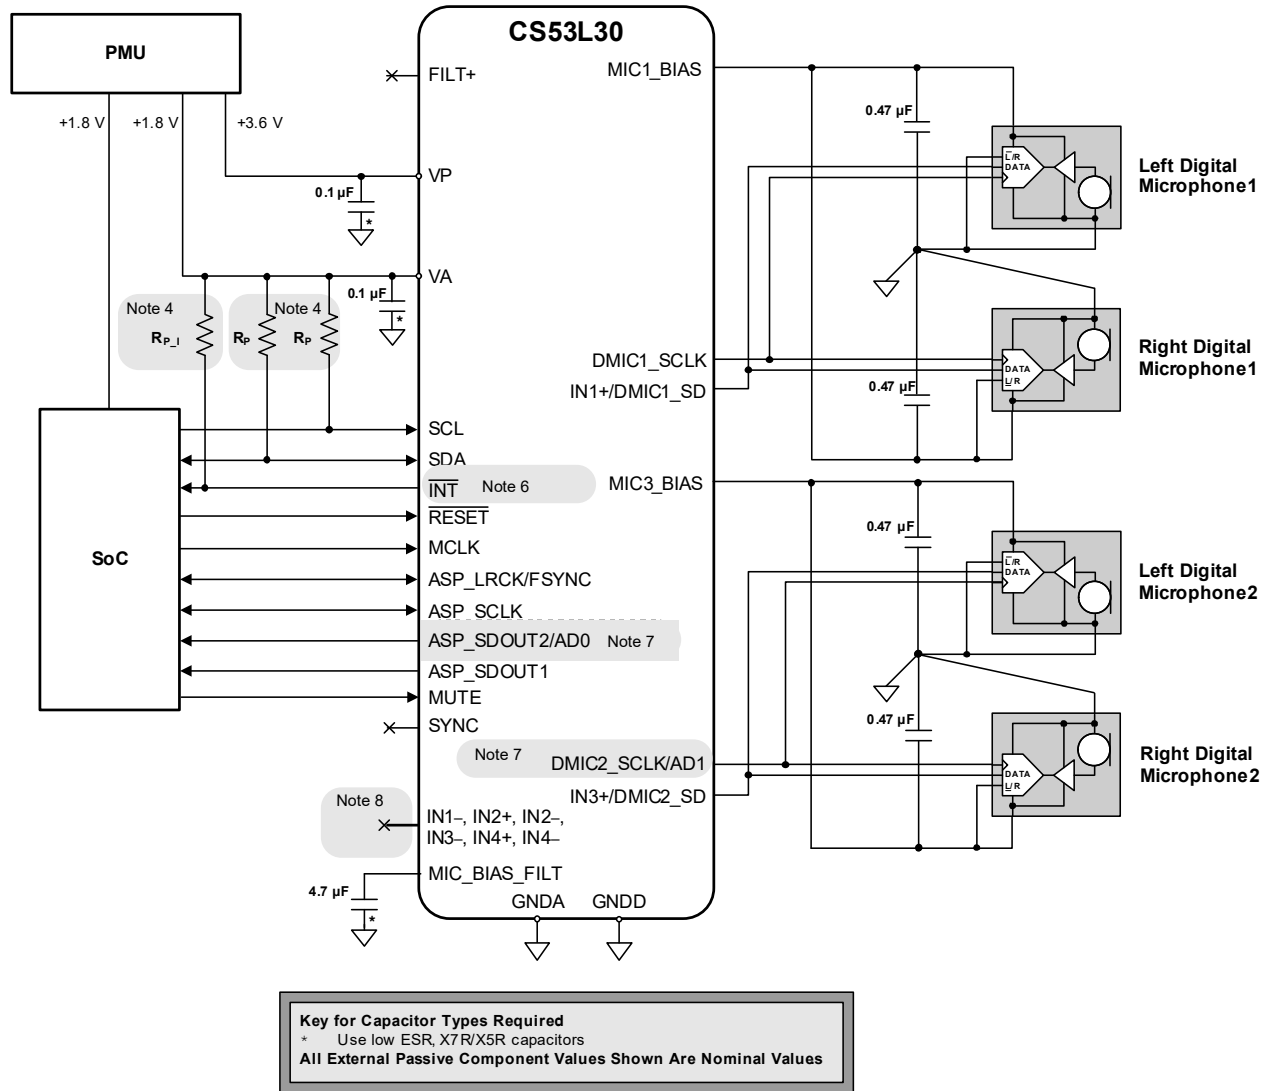 CS53L30
PMU
FILT+
MIC1_BIAS
+1.8 V
+1.8 V
+3.6 V
0.47 µF
L/R
DATA
Left Digital
Microphone1
VP
0.1 µF
*
VA
0.1 µF
*
Note 4
R_P_I
R_P
Note 4
R_P
DMIC1_SCLK
IN1+/DMIC1_SD
0.47 µF
DATA
L/R
Right Digital
Microphone1
SoC
SCL
SDA
INT
Note 6
RESET
MCLK
ASP_LRCK/FSYNC
ASP_SCLK
ASP_SDOUT2/AD0
Note 7
ASP_SDOUT1
MUTE
SYNC
MIC3_BIAS
0.47 µF
L/R
DATA
Left Digital
Microphone2
Note 7
DMIC2_SCLK/AD1
IN3+/DMIC2_SD
0.47 µF
DATA
L/R
Right Digital
Microphone2
Note 8
IN1–, IN2+, IN2–,
IN3–, IN4+, IN4–
MIC_BIAS_FILT
4.7 µF
*
GNDA
GNDD
Key for Capacitor Types Required
* Use low ESR, X7R/X5R capacitors
All External Passive Component Values Shown Are Nominal Values